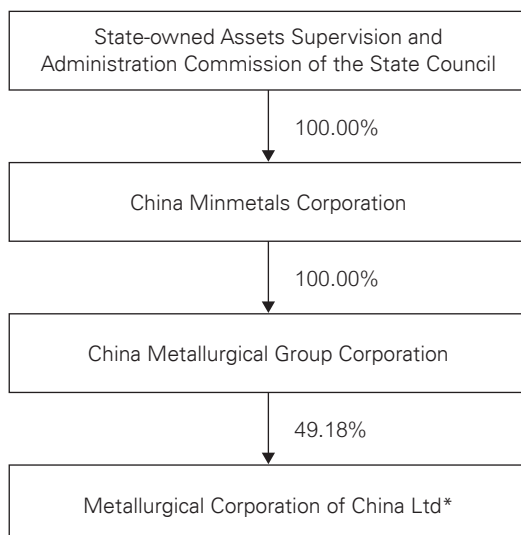 State-owned Assets Supervision and
Administration Commission of the State Council
100.00%
China Minmetals Corporation
100.00%
China Metallurgical Group Corporation
49.18%
Metallurgical Corporation of China Ltd*